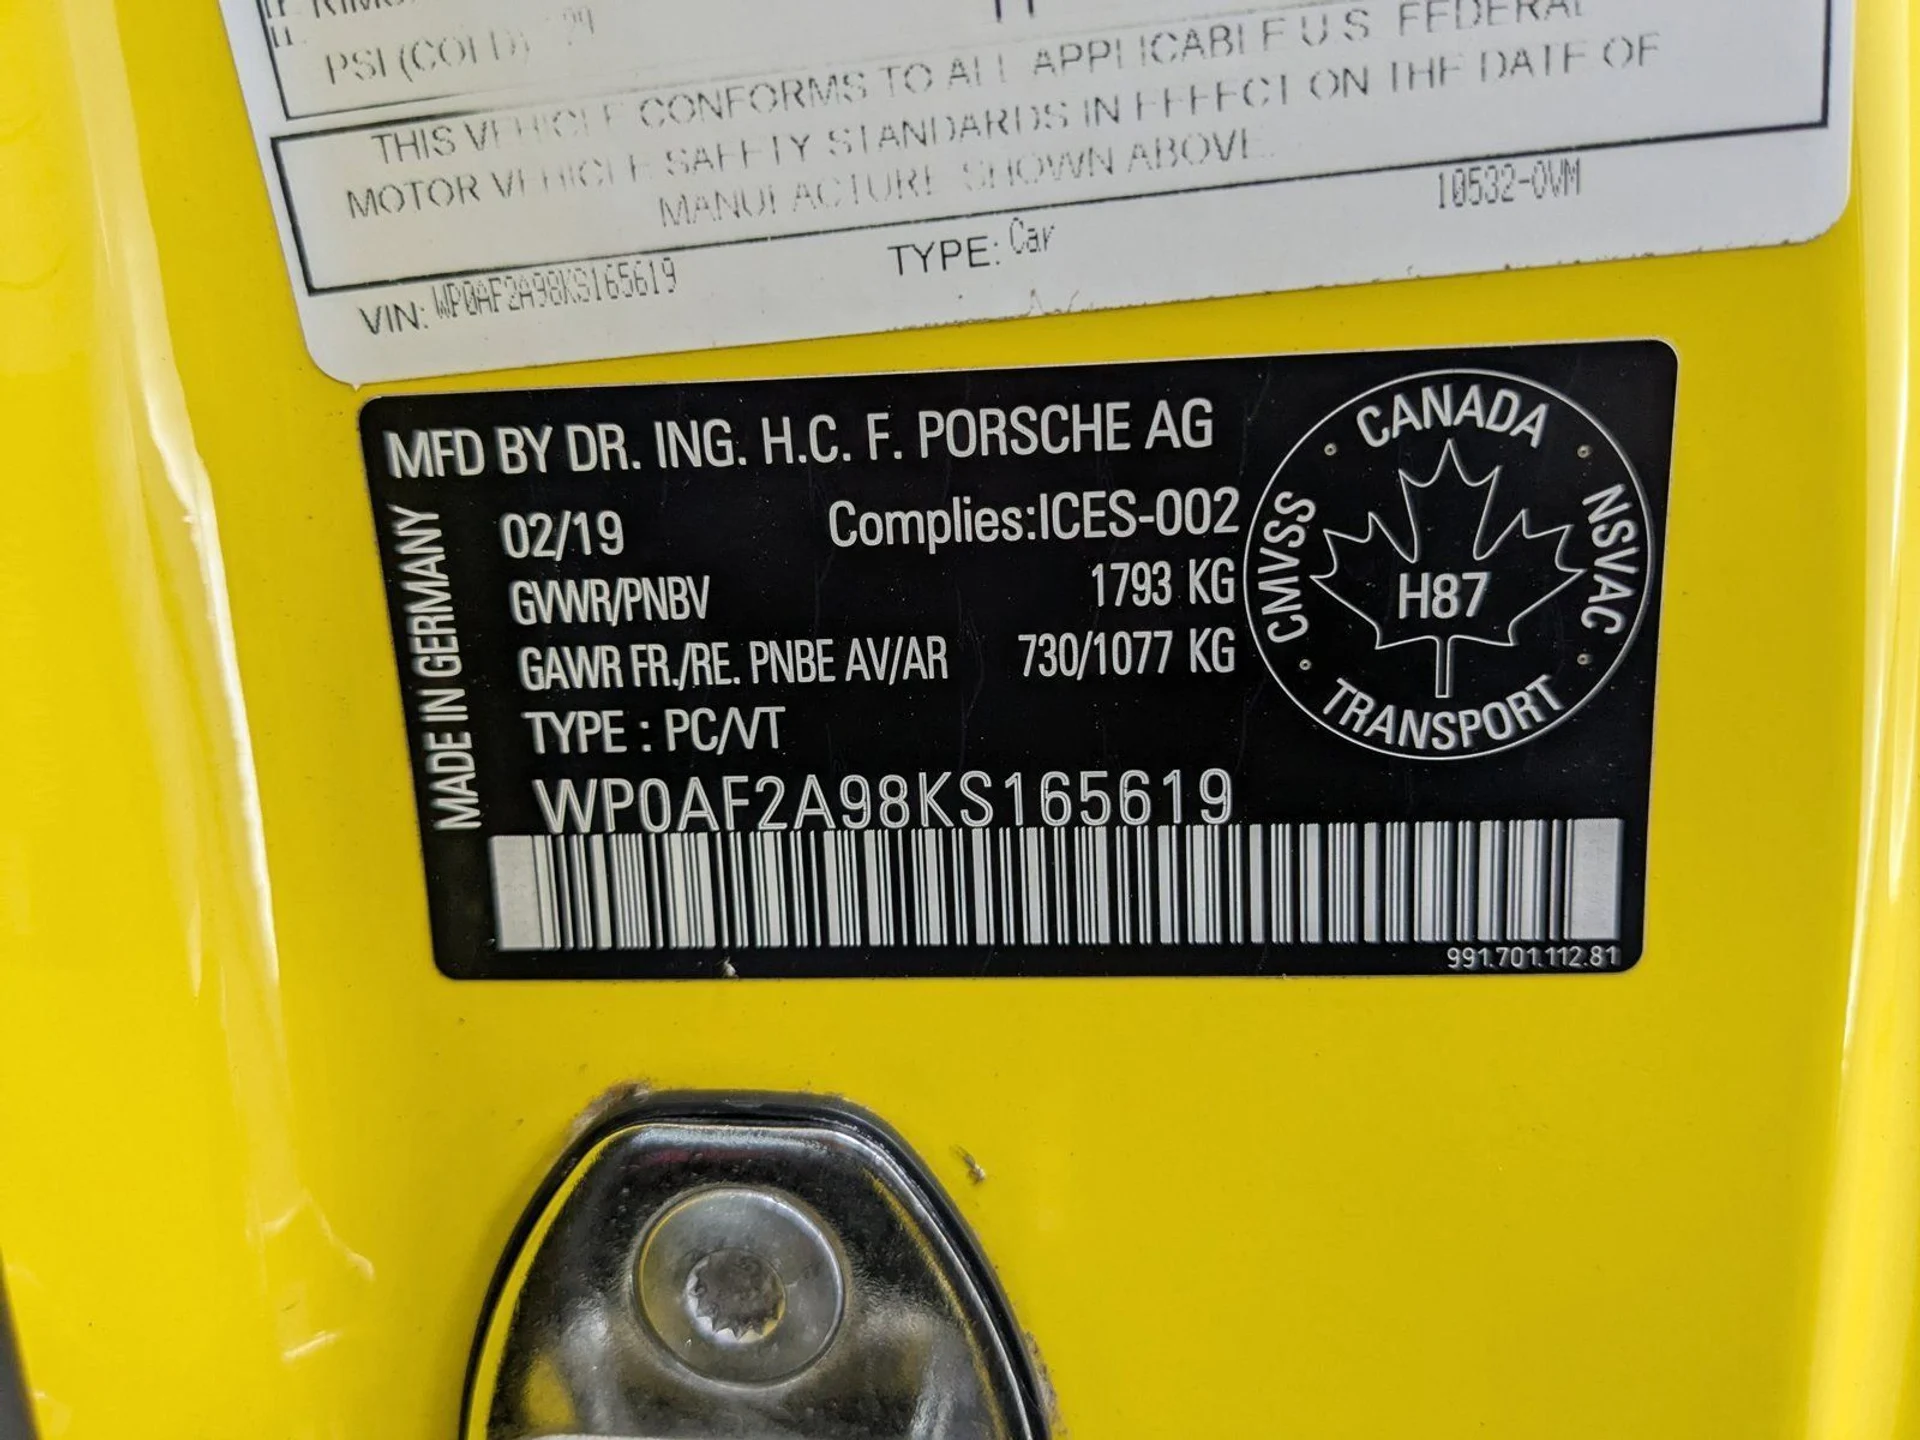 PSI (COLD) 29
THIS VEHICLE CONFORMS TO ALL APPLICABLE U.S. FEDERAL
MOTOR VEHICLE SAFETY STANDARDS IN EFFECT ON THE DATE OF
MANUFACTURE SHOWN ABOVE.
10532-OVM
VIN: WP0AF2A98KS165619 TYPE: Car
MFD BY DR. ING. H.C. F. PORSCHE AG
MADE IN GERMANY
02/19 Complies:ICES-002
GVWR/PNBV 1793 KG
GAWR FR./RE. PNBE AV/AR 730/1077 KG
TYPE : PC/VT
WP0AF2A98KS165619
991.701.112.81
CANADA
CMVSS
NSVAC
H87
TRANSPORT